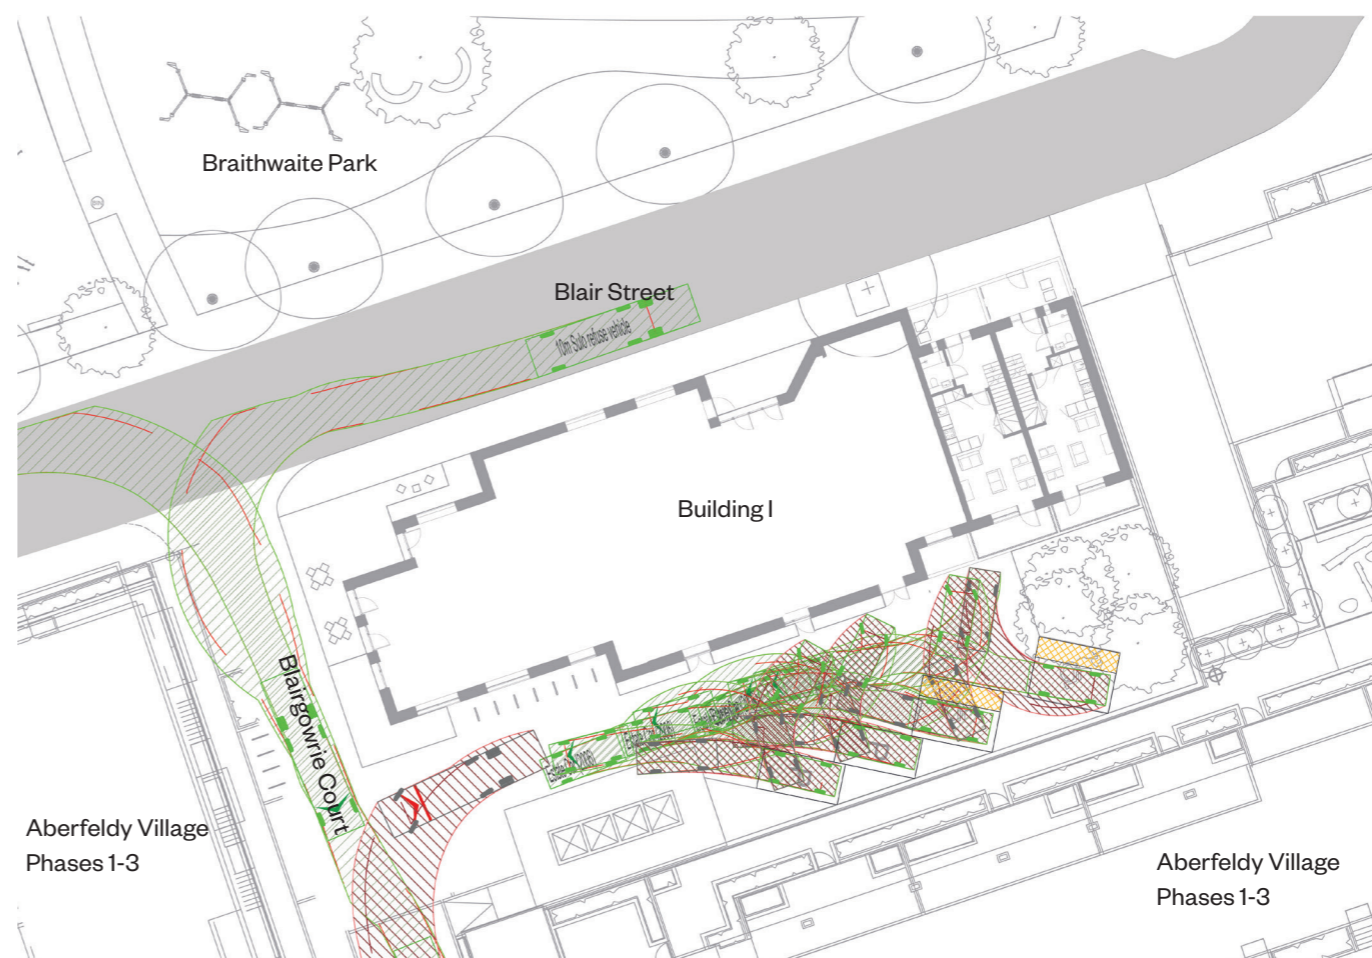 Braithwaite Park
Blair Street
10m Sulo refuse vehicle
Building I
Blairgowrie Court
Aberfeldy Village
Phases 1-3
Aberfeldy Village
Phases 1-3